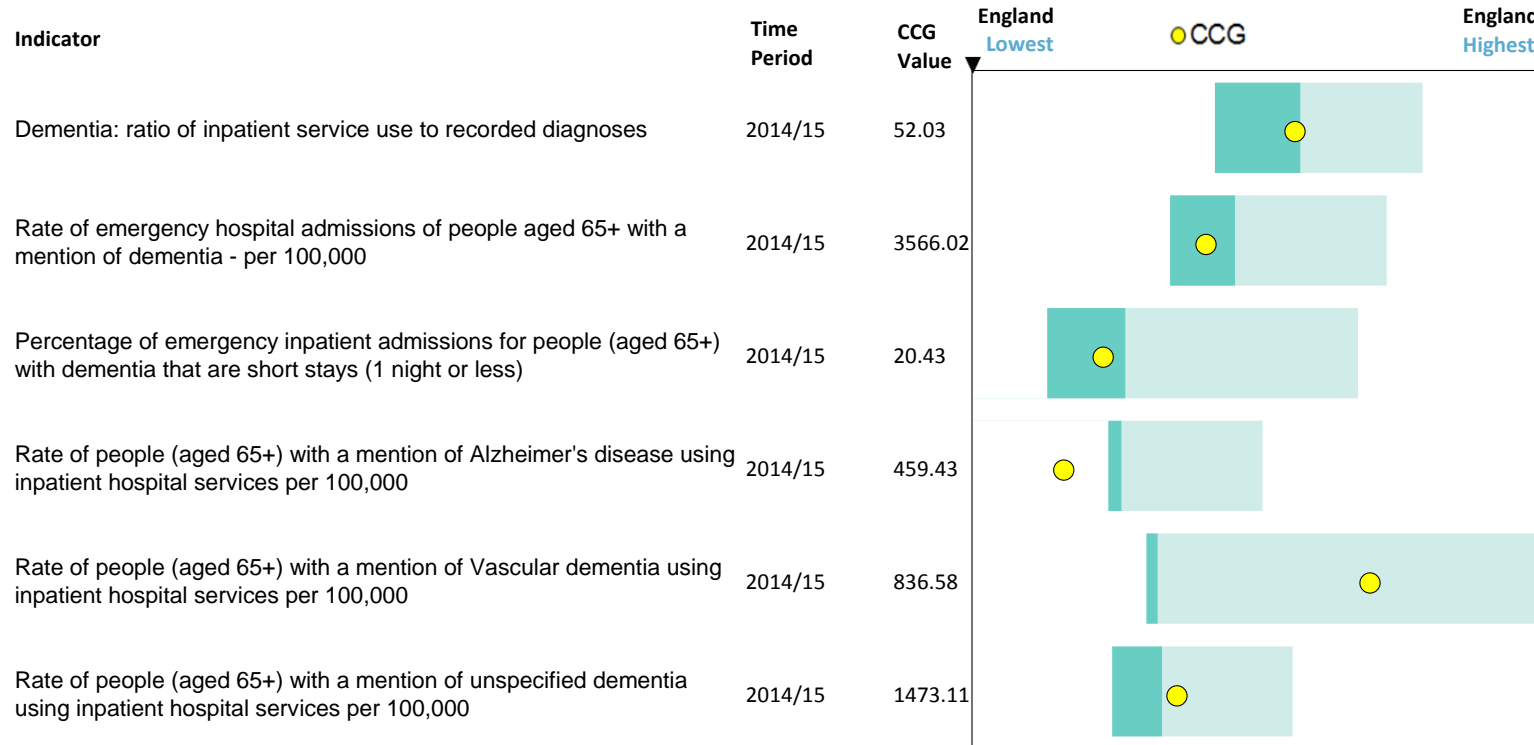 Indicator
Time
Period
CCG
Value
England
Lowest
CCG
England
Highest
Dementia: ratio of inpatient service use to recorded diagnoses
2014/15
52.03
Rate of emergency hospital admissions of people aged 65+ with a
mention of dementia - per 100,000
2014/15
3566.02
Percentage of emergency inpatient admissions for people (aged 65+)
with dementia that are short stays (1 night or less)
2014/15
20.43
Rate of people (aged 65+) with a mention of Alzheimer's disease using
inpatient hospital services per 100,000
2014/15
459.43
Rate of people (aged 65+) with a mention of Vascular dementia using
inpatient hospital services per 100,000
2014/15
836.58
Rate of people (aged 65+) with a mention of unspecified dementia
using inpatient hospital services per 100,000
2014/15
1473.11